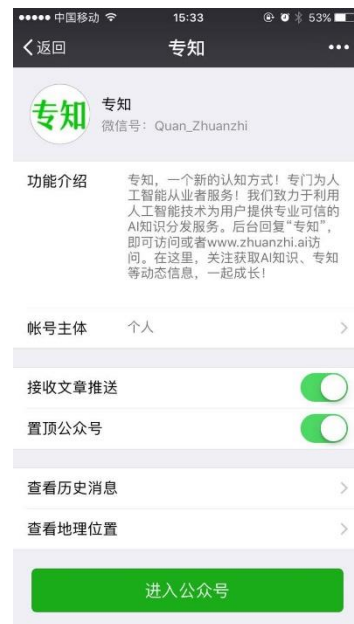 中国移动 15:33 53%
返回 专知 •••
专知
专知
微信号：Quan_Zhuanzhi
功能介绍
专知，一个新的认知方式！专门为人
工智能从业者服务！我们致力于利用
人工智能技术为用户提供专业可信的
AI知识分发服务。后台回复“专知”，
即可访问或者www.zhuanzhi.ai访
问。在这里，关注获取AI知识、专知
等动态信息，一起成长！
帐号主体 个人
接收文章推送
置顶公众号
查看历史消息
查看地理位置
进入公众号